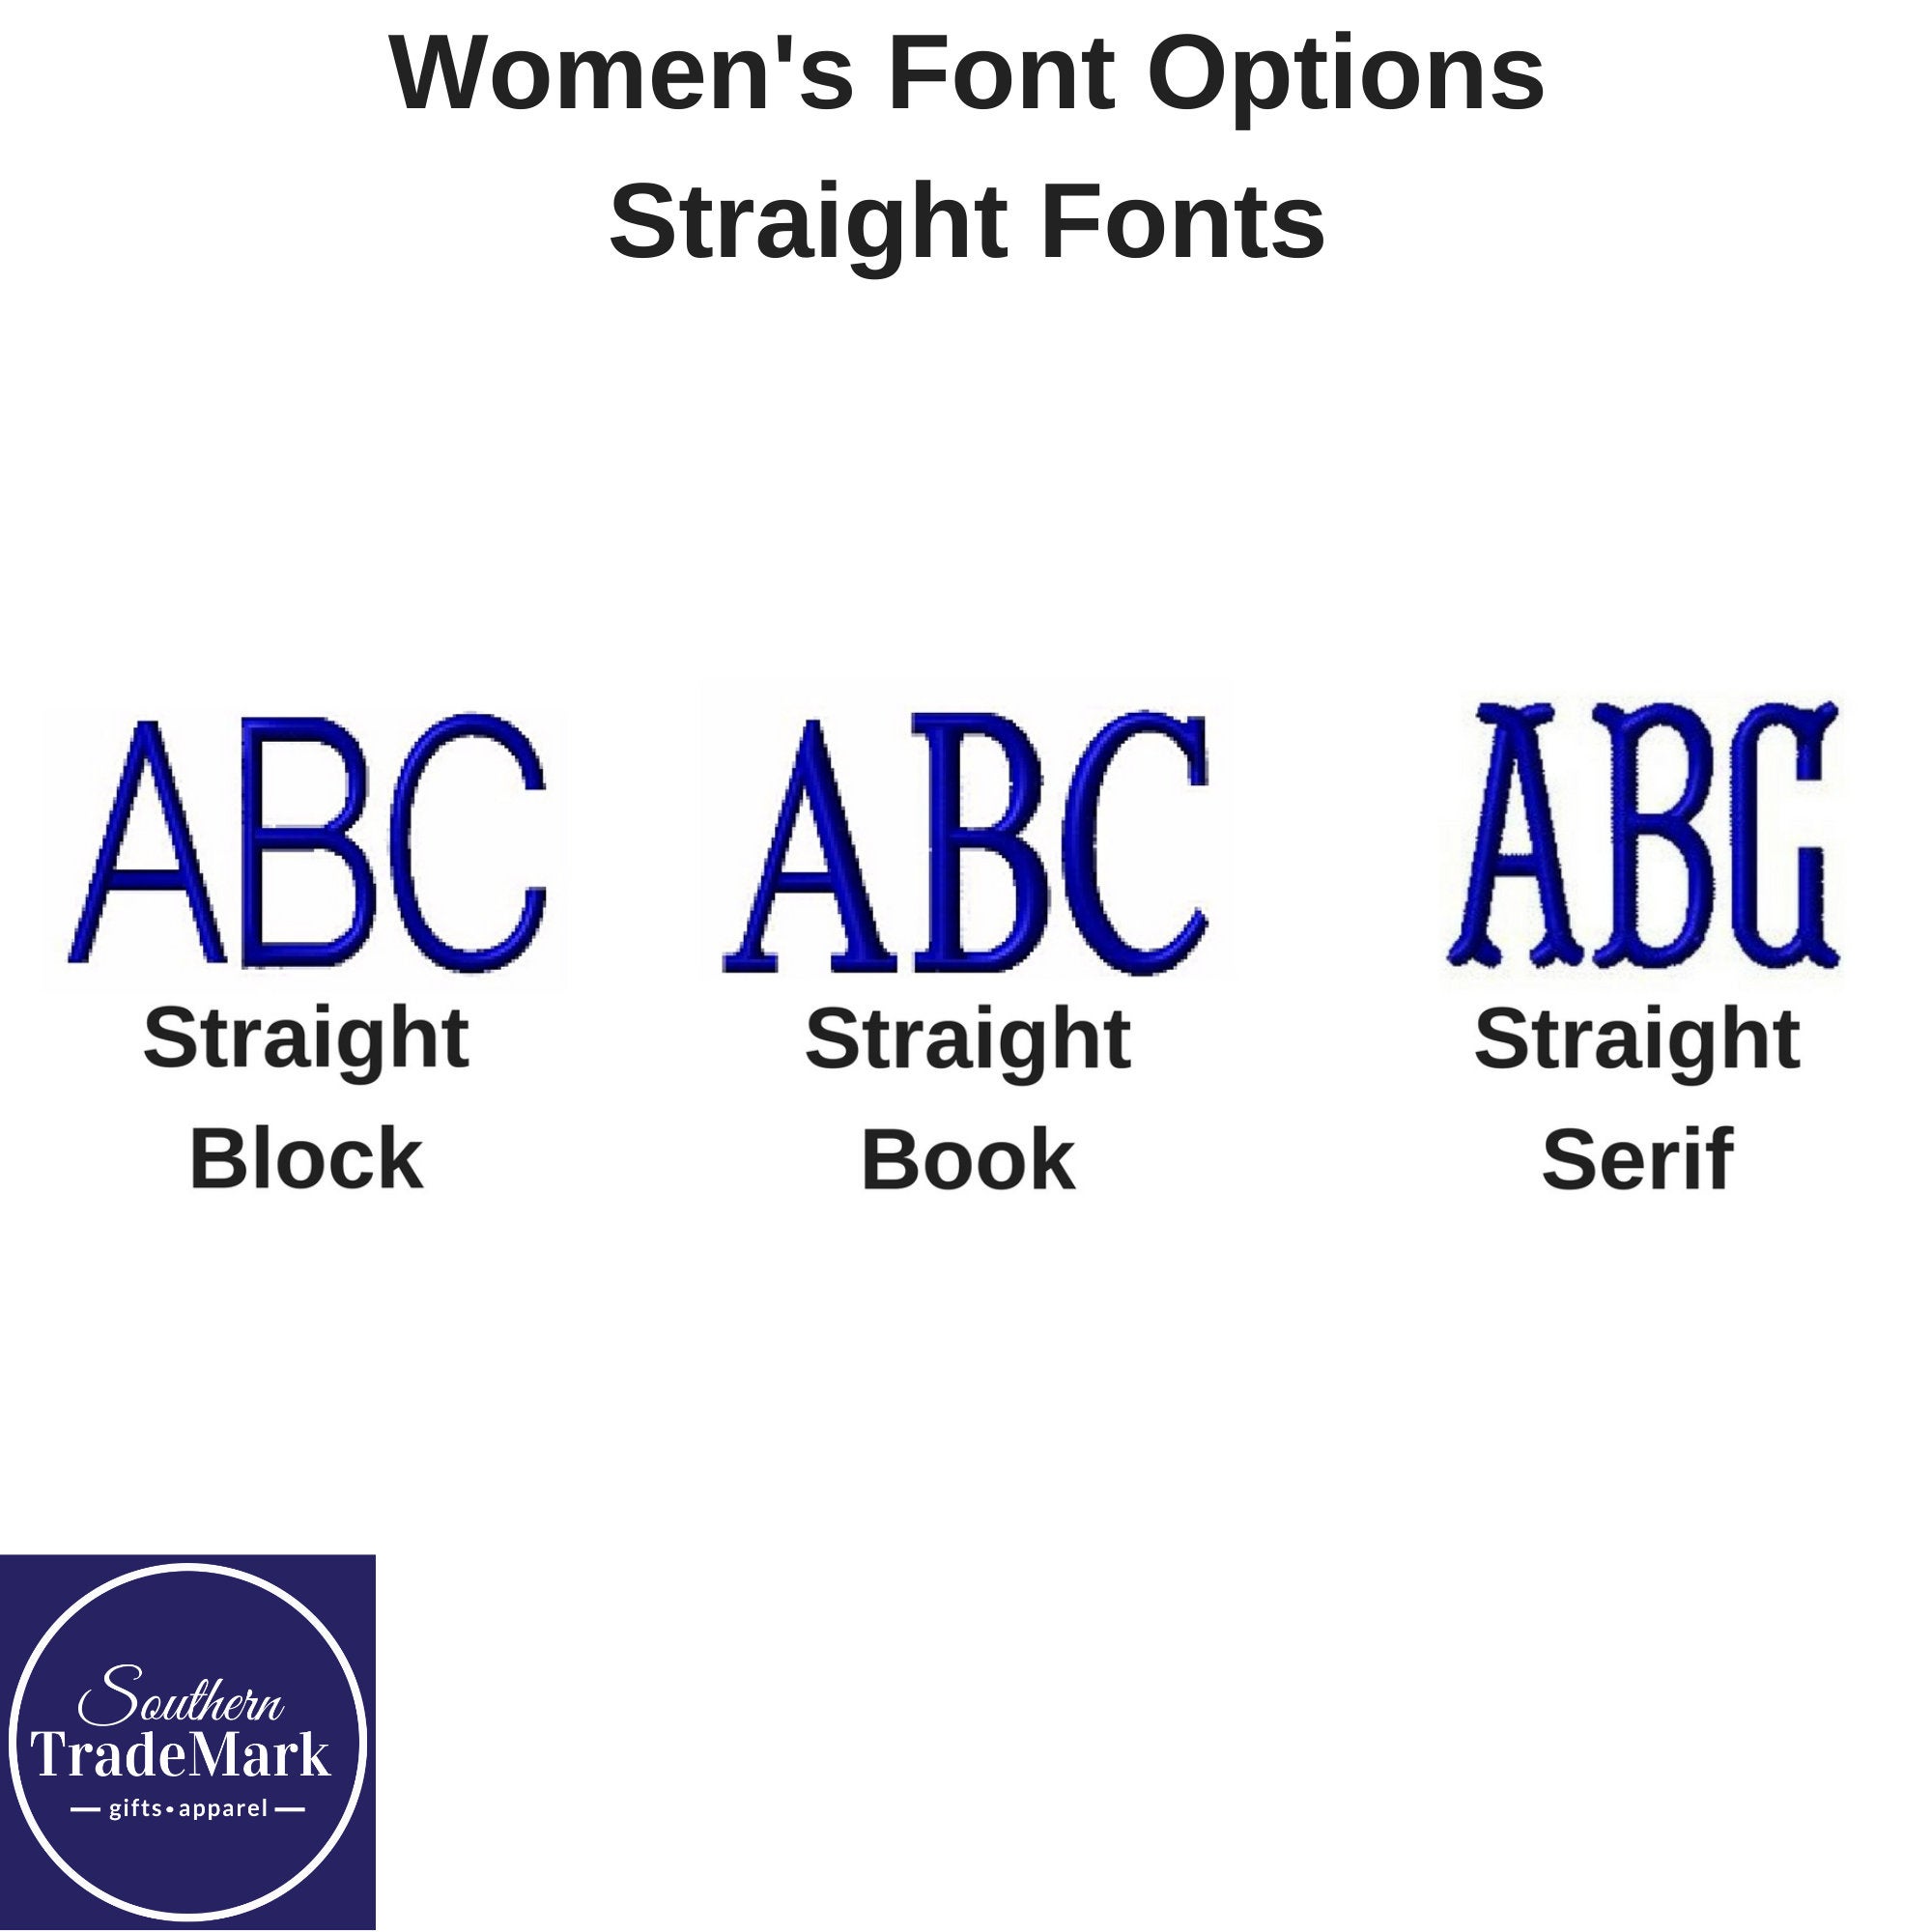 Women's Font Options
Straight Fonts
ABC
ABC
ABC
Straight
Block
Straight
Book
Straight
Serif
Southern
TradeMark
gifts•apparel